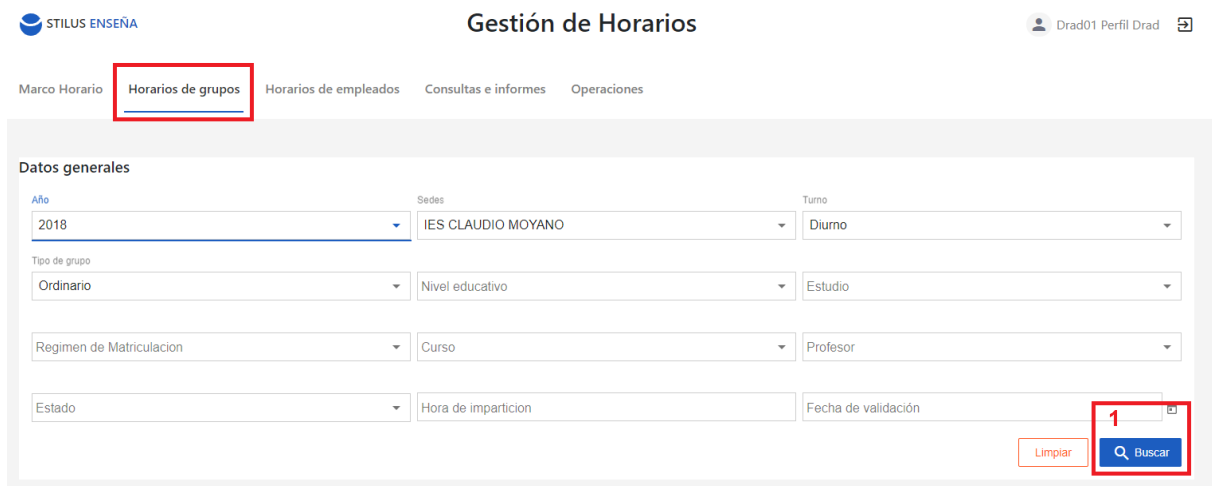 STILUS ENSEÑA
Gestión de Horarios
Drad01 Perfil Drad
Marco Horario Horarios de grupos Horarios de empleados Consultas e informes Operaciones
Datos generales
Año Sedes Turno
2018 IES CLAUDIO MOYANO Diurno
Tipo de grupo
Ordinario Nivel educativo Estudio
Regimen de Matriculacion Curso Profesor
Estado Hora de imparticion Fecha de validación
1
Limpiar Buscar